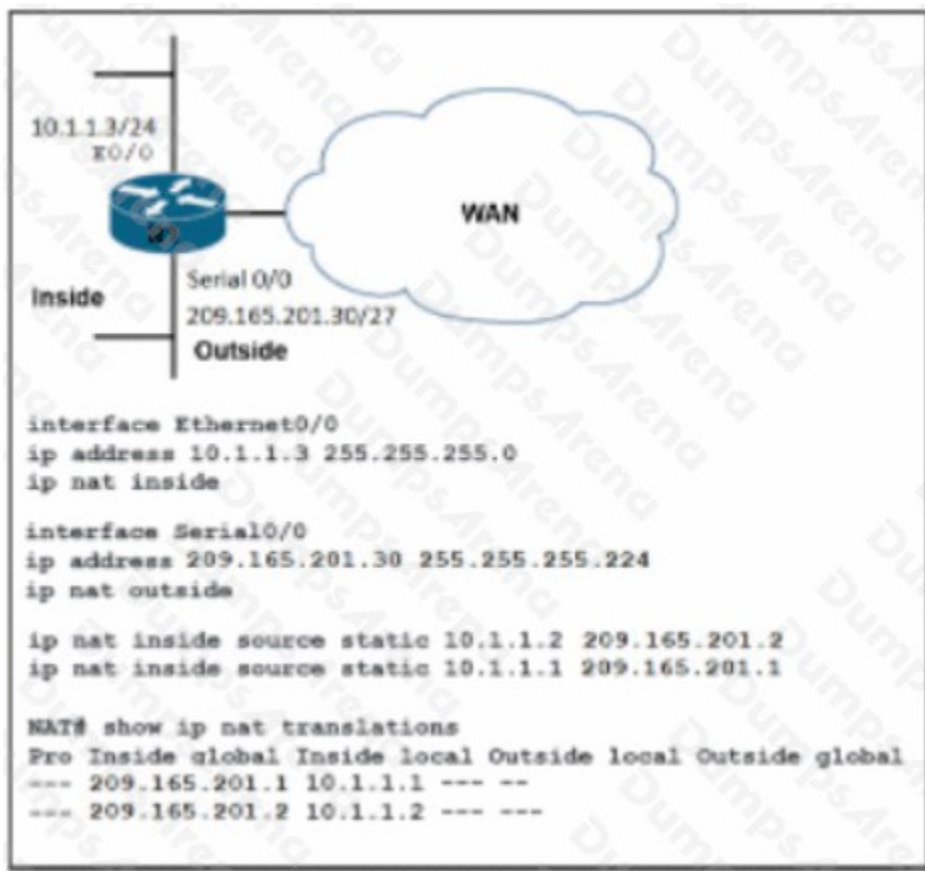 10.1.1.3/24
E0/0
WAN
Serial 0/0
Inside
209.165.201.30/27
Outside
interface Ethernet0/0
ip address 10.1.1.3 255.255.255.0
ip nat inside
interface Serial0/0
ip address 209.165.201.30 255.255.255.224
ip nat outside
ip nat inside source static 10.1.1.2 209.165.201.2
ip nat inside source static 10.1.1.1 209.165.201.1
NAT# show ip nat translations
Pro Inside global Inside local Outside local Outside global
--- 209.165.201.1 10.1.1.1 --- --
--- 209.165.201.2 10.1.1.2 --- ---
DumpsArena